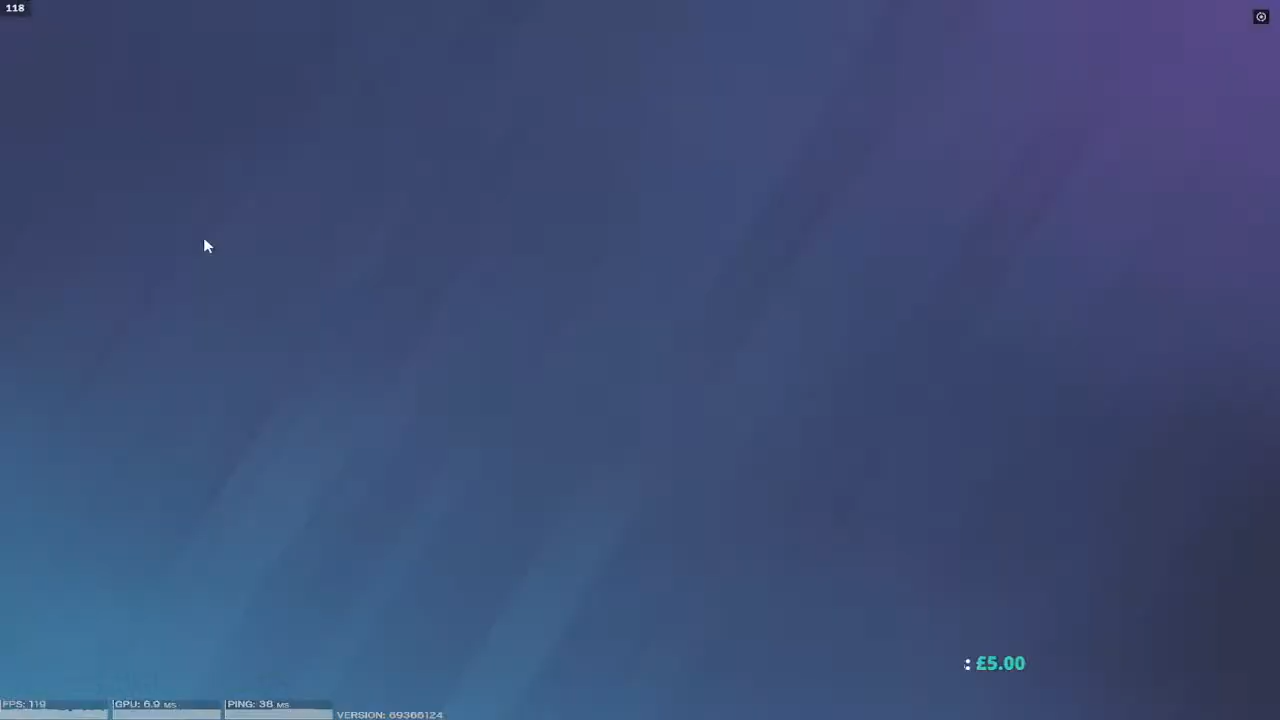 118
: £5.00
FPS: 119 GPU: 6.9 MS PING: 38 MS
VERSION: 69366124